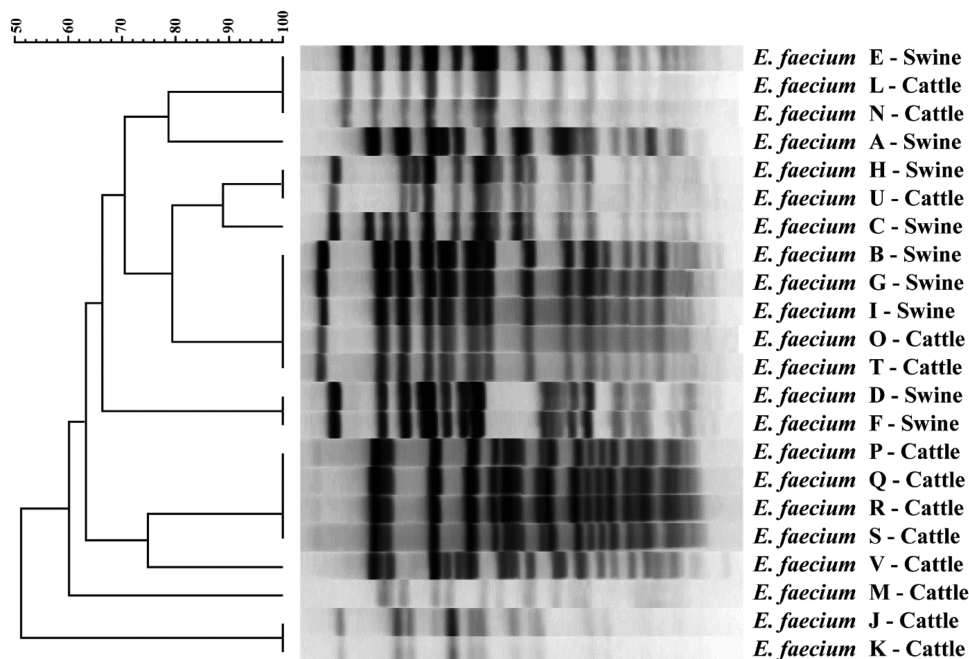 50 60 70 80 90 100
E. faecium E - Swine
E. faecium L - Cattle
E. faecium N - Cattle
E. faecium A - Swine
E. faecium H - Swine
E. faecium U - Cattle
E. faecium C - Swine
E. faecium B - Swine
E. faecium G - Swine
E. faecium I - Swine
E. faecium O - Cattle
E. faecium T - Cattle
E. faecium D - Swine
E. faecium F - Swine
E. faecium P - Cattle
E. faecium Q - Cattle
E. faecium R - Cattle
E. faecium S - Cattle
E. faecium V - Cattle
E. faecium M - Cattle
E. faecium J - Cattle
E. faecium K - Cattle